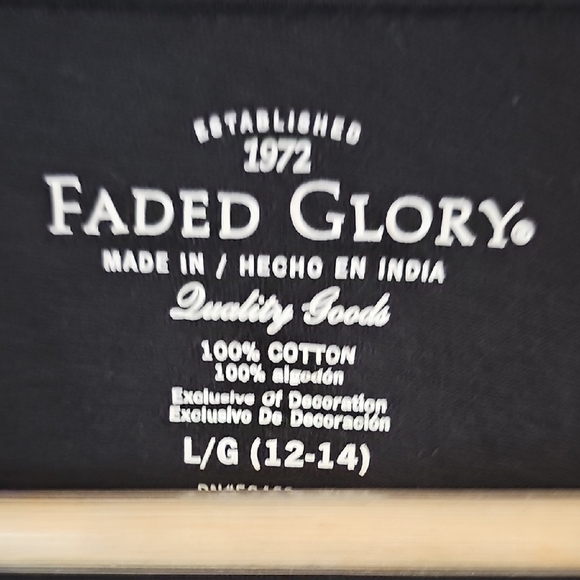 ESTABLISHED
1972
FADED GLORY®
MADE IN / HECHO EN INDIA
Quality Goods
100% COTTON
100% algodón
Exclusive Of Decoration
Exclusivo De Decoración
L/G (12-14)